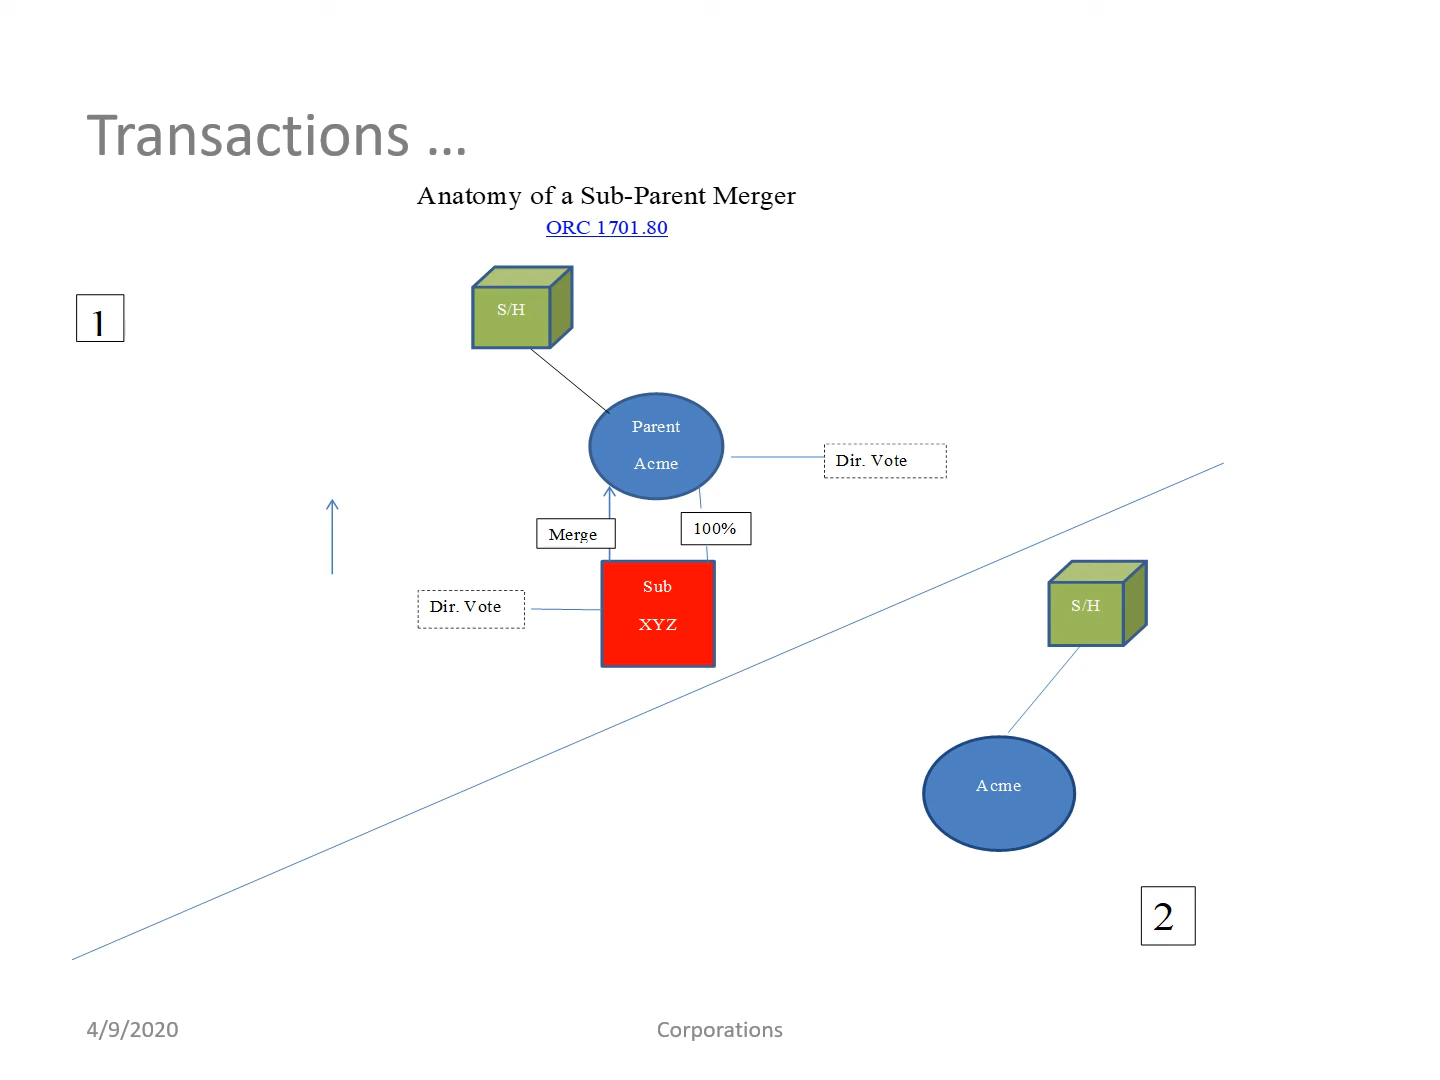 Transactions …
Anatomy of a Sub-Parent Merger
ORC 1701.80
1
S/H
Parent
Acme
Dir. Vote
Merge
100%
Sub
XYZ
Dir. Vote
S/H
Acme
2
4/9/2020
Corporations